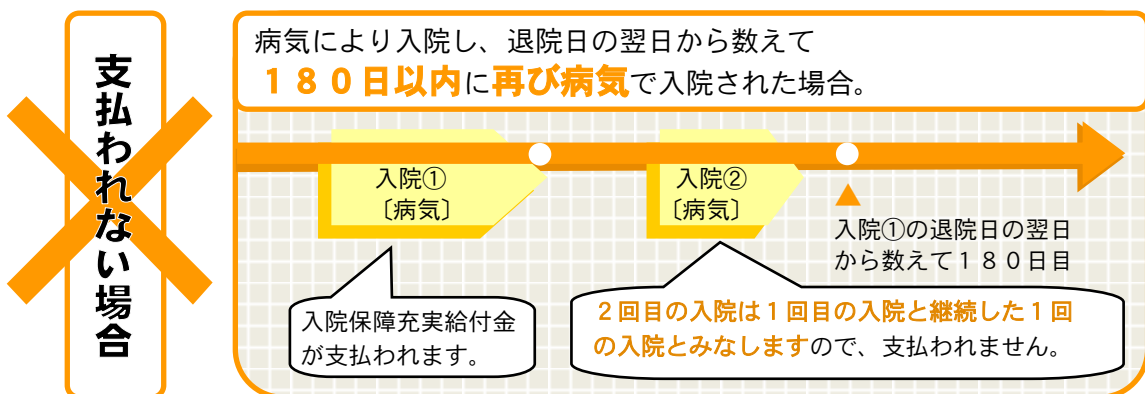 支払われない場合
病気により入院し、退院日の翌日から数えて
１８０日以内に再び病気で入院された場合。
入院①
〔病気〕
入院②
〔病気〕
入院①の退院日の翌日
から数えて１８０日目
入院保障充実給付金
が支払われます。
２回目の入院は１回目の入院と継続した１回
の入院とみなしますので、支払われません。